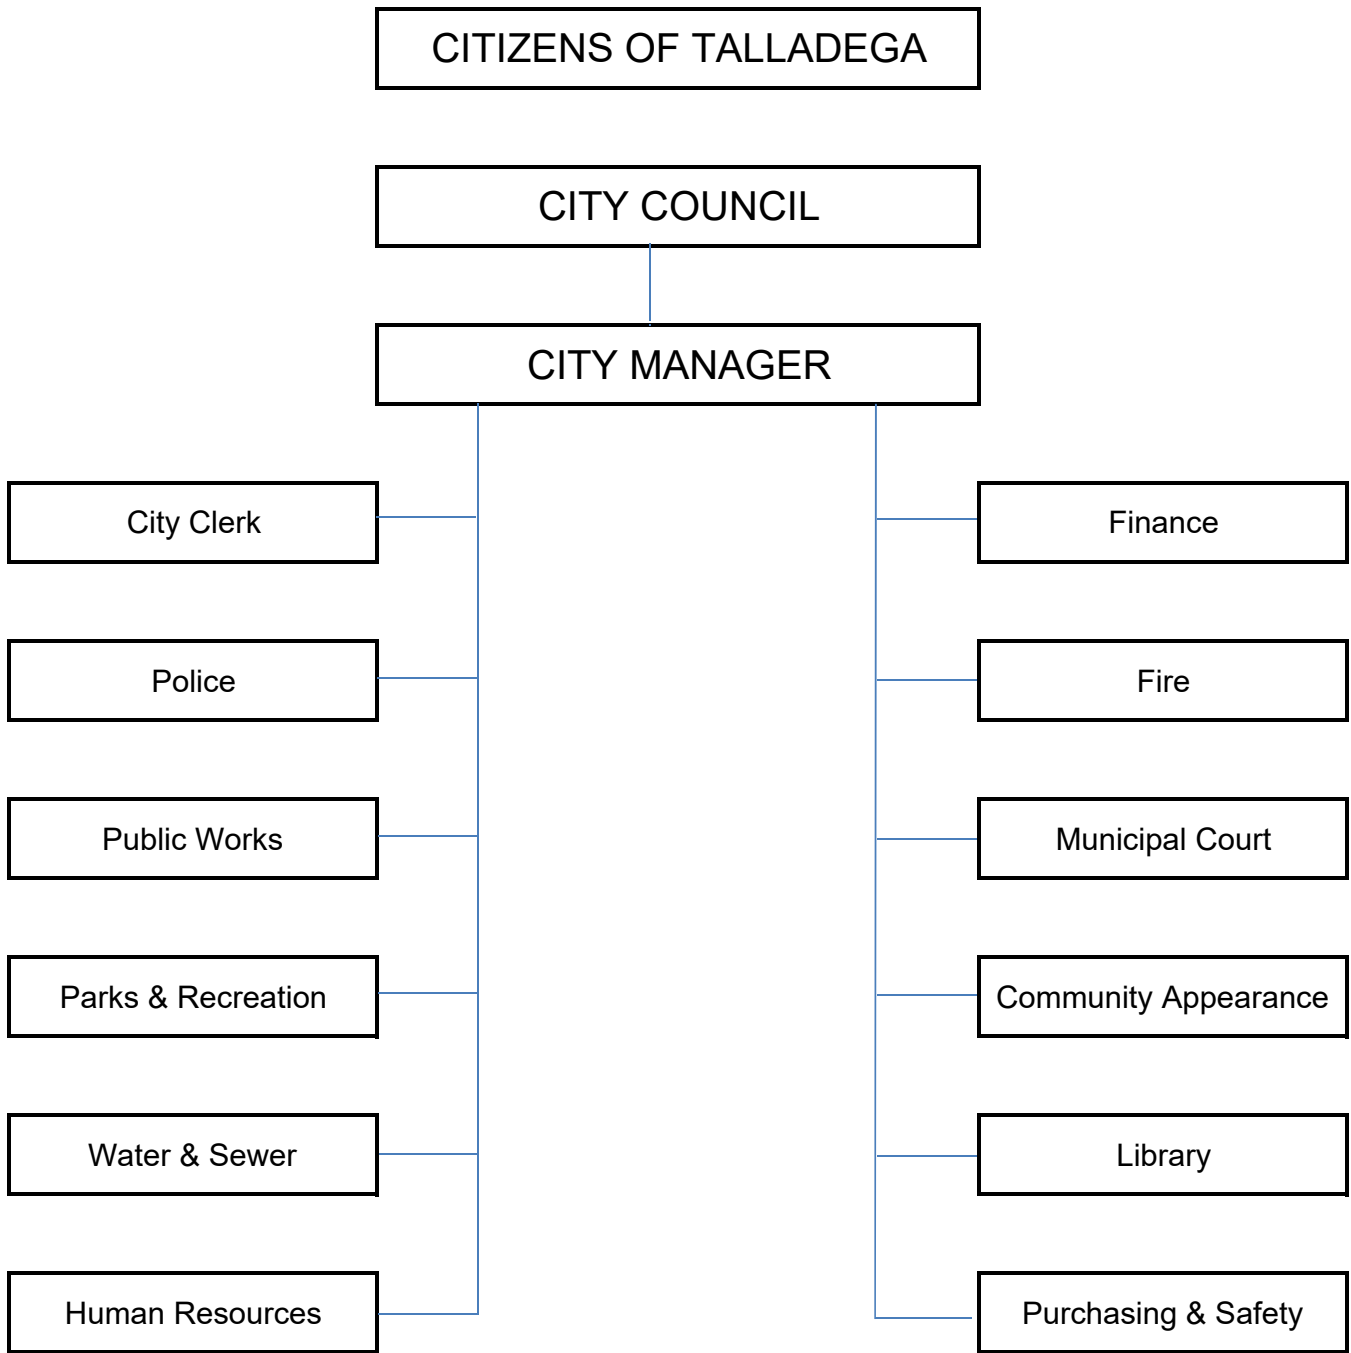 CITIZENS OF TALLADEGA
CITY COUNCIL
CITY MANAGER
City Clerk
Finance
Police
Fire
Public Works
Municipal Court
Parks & Recreation
Community Appearance
Water & Sewer
Library
Human Resources
Purchasing & Safety